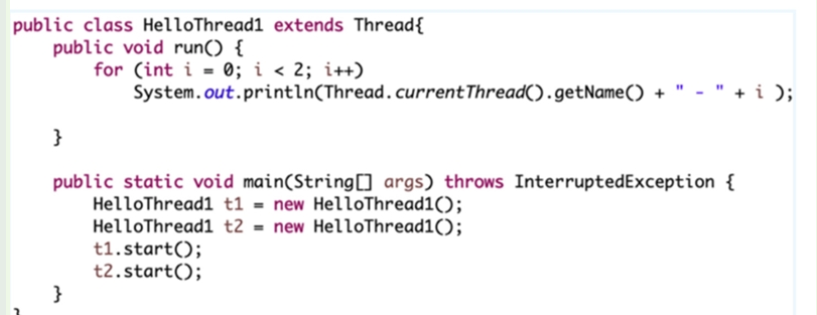 public class HelloThread1 extends Thread{
    public void run() {
        for (int i = 0; i < 2; i++)
            System.out.println(Thread.currentThread().getName() + " - " + i );
    }
    public static void main(String[] args) throws InterruptedException {
        HelloThread1 t1 = new HelloThread1();
        HelloThread1 t2 = new HelloThread1();
        t1.start();
        t2.start();
    }
}